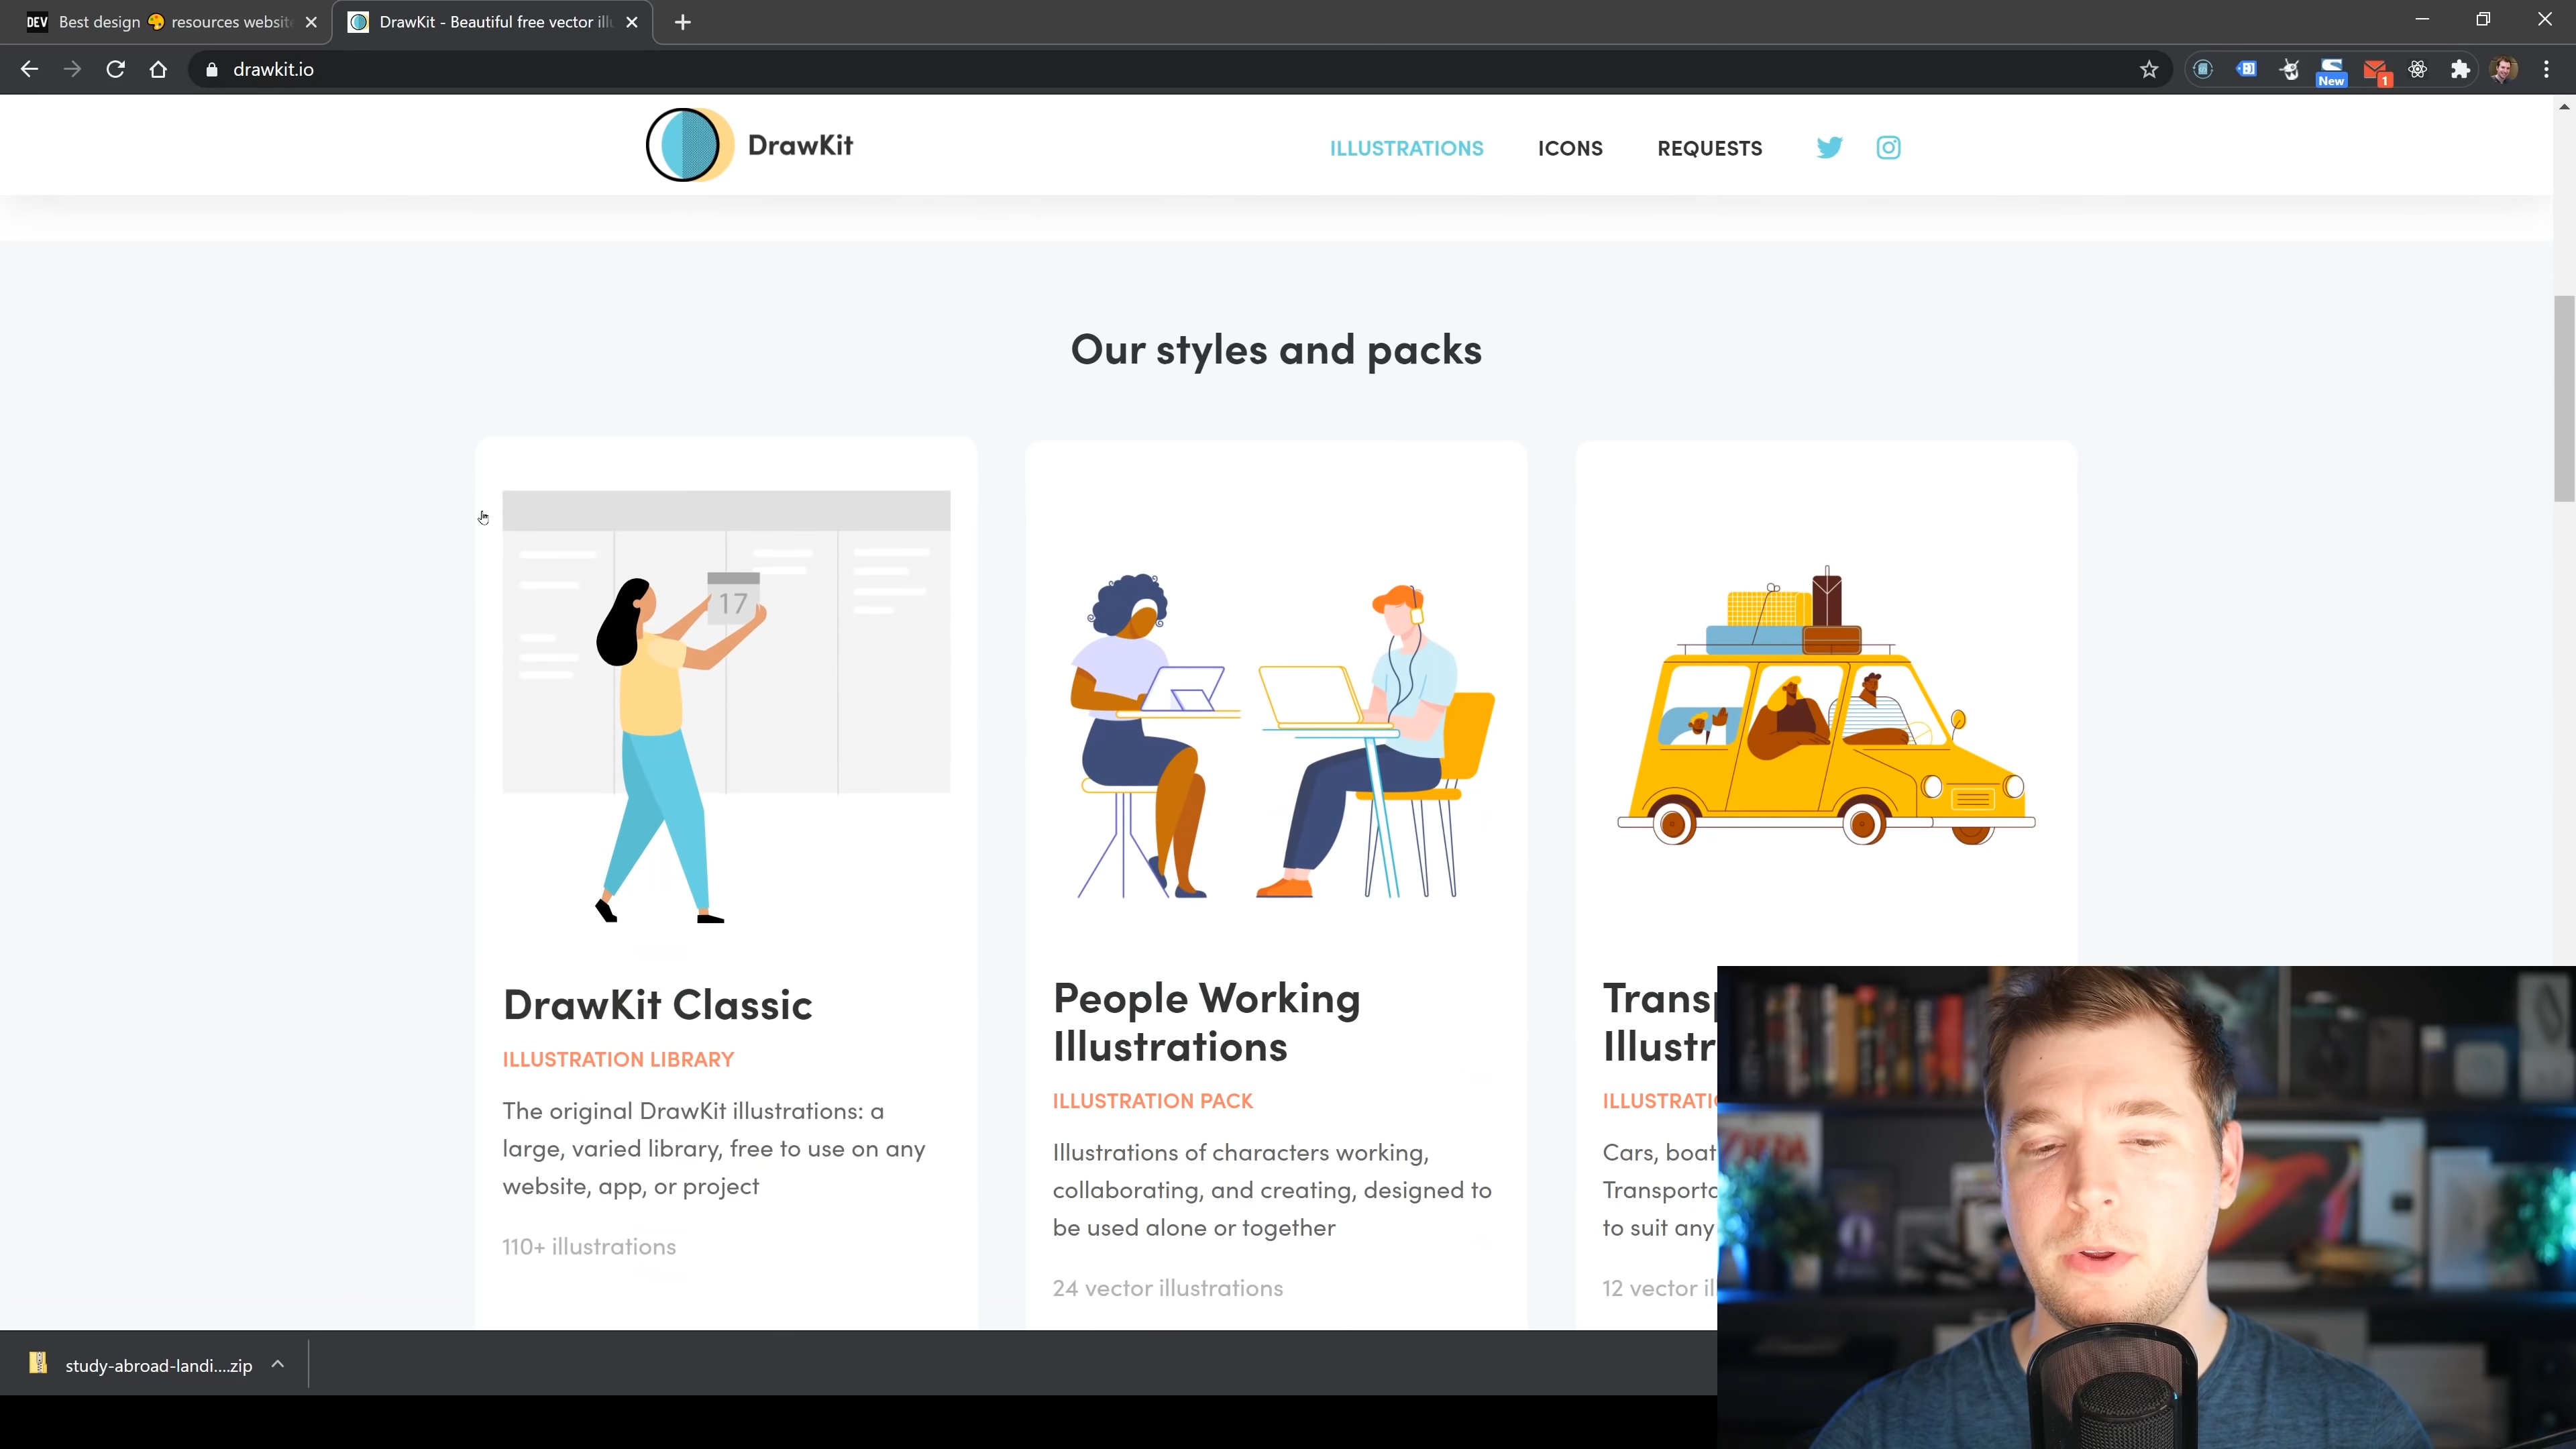 DEV Best design 🎨 resources websit
DrawKit - Beautiful free vector ill
drawkit.io
New
1
DrawKit
ILLUSTRATIONS
ICONS
REQUESTS
Our styles and packs
17
DrawKit Classic
ILLUSTRATION LIBRARY
The original DrawKit illustrations: a
large, varied library, free to use on any
website, app, or project
110+ illustrations
People Working
Illustrations
ILLUSTRATION PACK
Illustrations of characters working,
collaborating, and creating, designed to
be used alone or together
24 vector illustrations
Transp
Illustr
ILLUSTRATI
Cars, boat
Transporta
to suit any
12 vector il
study-abroad-landi....zip